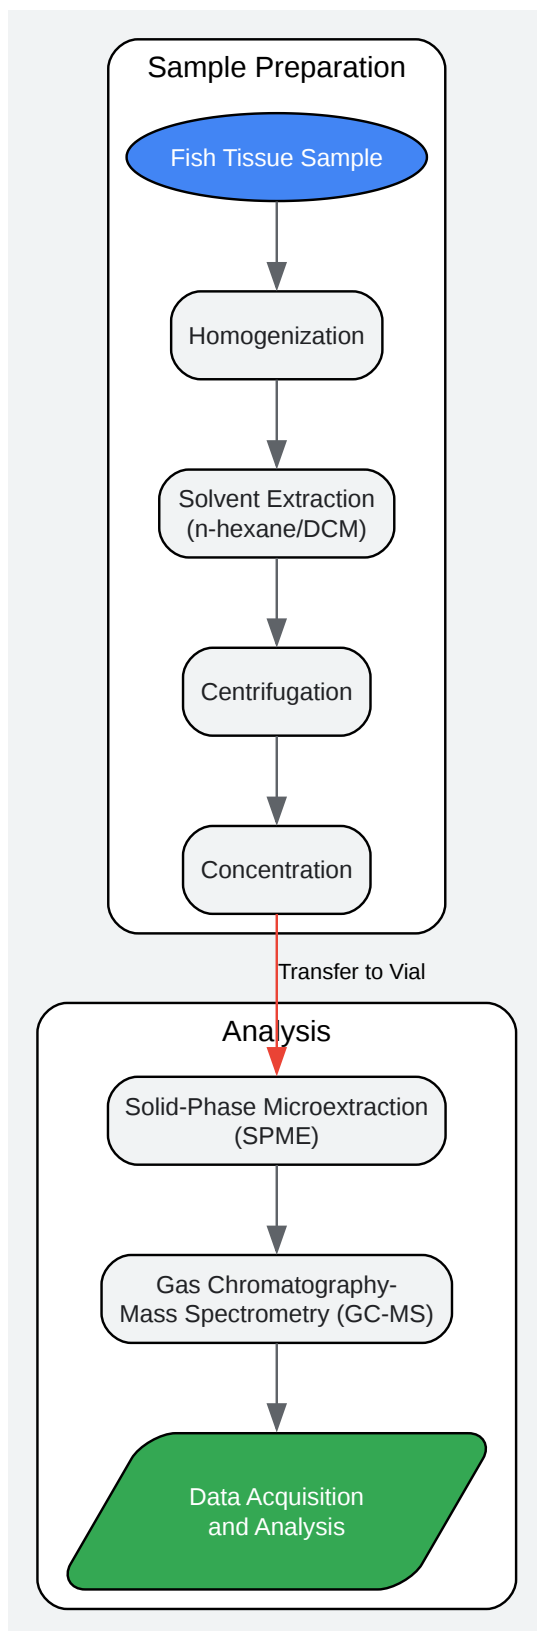 Sample Preparation
Fish Tissue Sample
Homogenization
Solvent Extraction
(n-hexane/DCM)
Centrifugation
Concentration
Transfer to Vial
Analysis
Solid-Phase Microextraction
(SPME)
Gas Chromatography-
Mass Spectrometry (GC-MS)
Data Acquisition
and Analysis